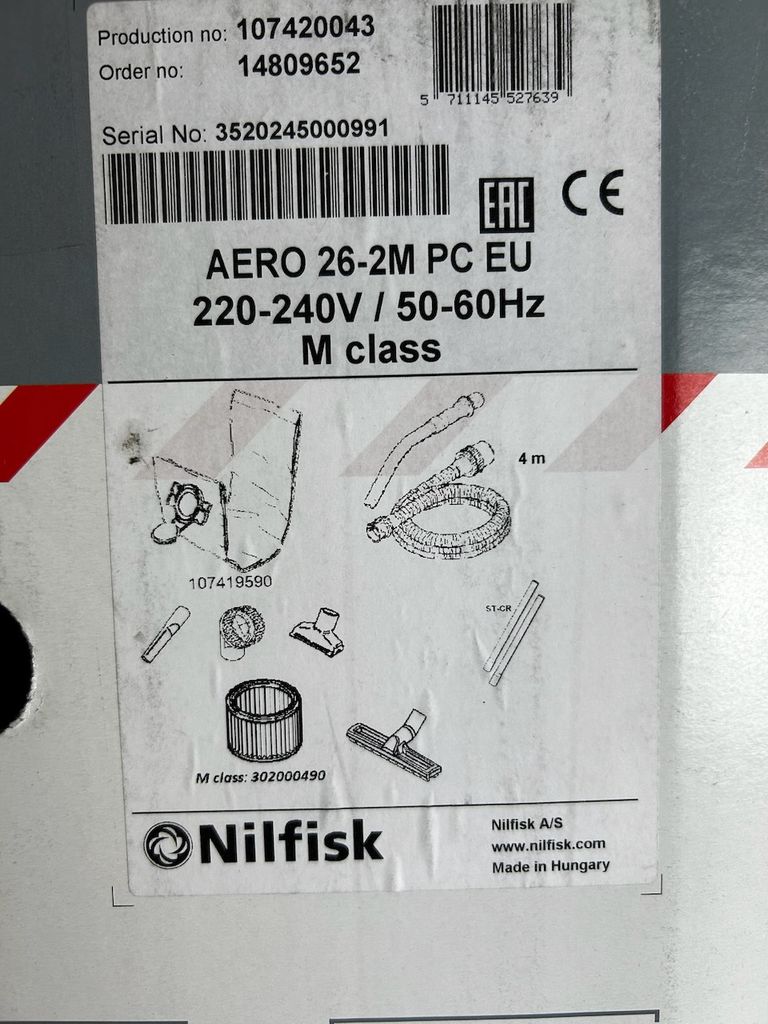 Production no: 107420043
Order no: 14809652
5 711145 527639
Serial No: 3520245000991
EAC CE
AERO 26-2M PC EU
220-240V / 50-60Hz
M class
4 m
107419590
ST-CR
M class: 302000490
Nilfisk
Nilfisk A/S
www.nilfisk.com
Made in Hungary